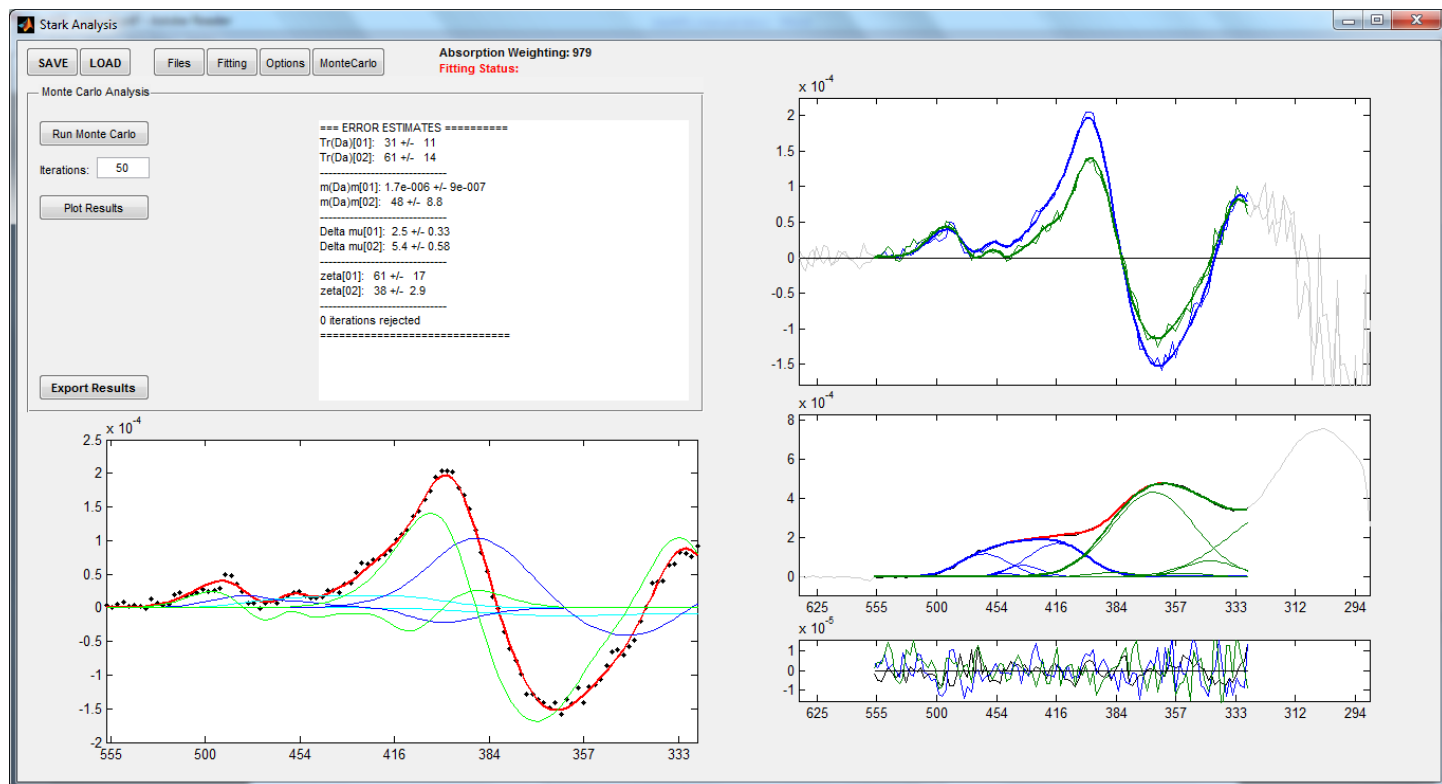 Stark Analysis
SAVE LOAD Files Fitting Options MonteCarlo
Absorption Weighting: 979
Fitting Status:
Monte Carlo Analysis
Run Monte Carlo
Iterations: 50
Plot Results
Export Results
=== ERROR ESTIMATES ==========
Tr(Da)[01]: 31 +/- 11
Tr(Da)[02]: 61 +/- 14
------------------------------
m(Da)m[01]: 1.7e-006 +/- 9e-007
m(Da)m[02]: 48 +/- 8.8
------------------------------
Delta mu[01]: 2.5 +/- 0.33
Delta mu[02]: 5.4 +/- 0.58
------------------------------
zeta[01]: 61 +/- 17
zeta[02]: 38 +/- 2.9
------------------------------
0 iterations rejected
==============================
x 10^-4
2
1.5
1
0.5
0
-0.5
-1
-1.5
x 10^-4
8
6
4
2
0
625 555 500 454 416 384 357 333 312 294
x 10^-5
1
0
-1
625 555 500 454 416 384 357 333 312 294
x 10^-4
2.5
2
1.5
1
0.5
0
-0.5
-1
-1.5
-2
555 500 454 416 384 357 333